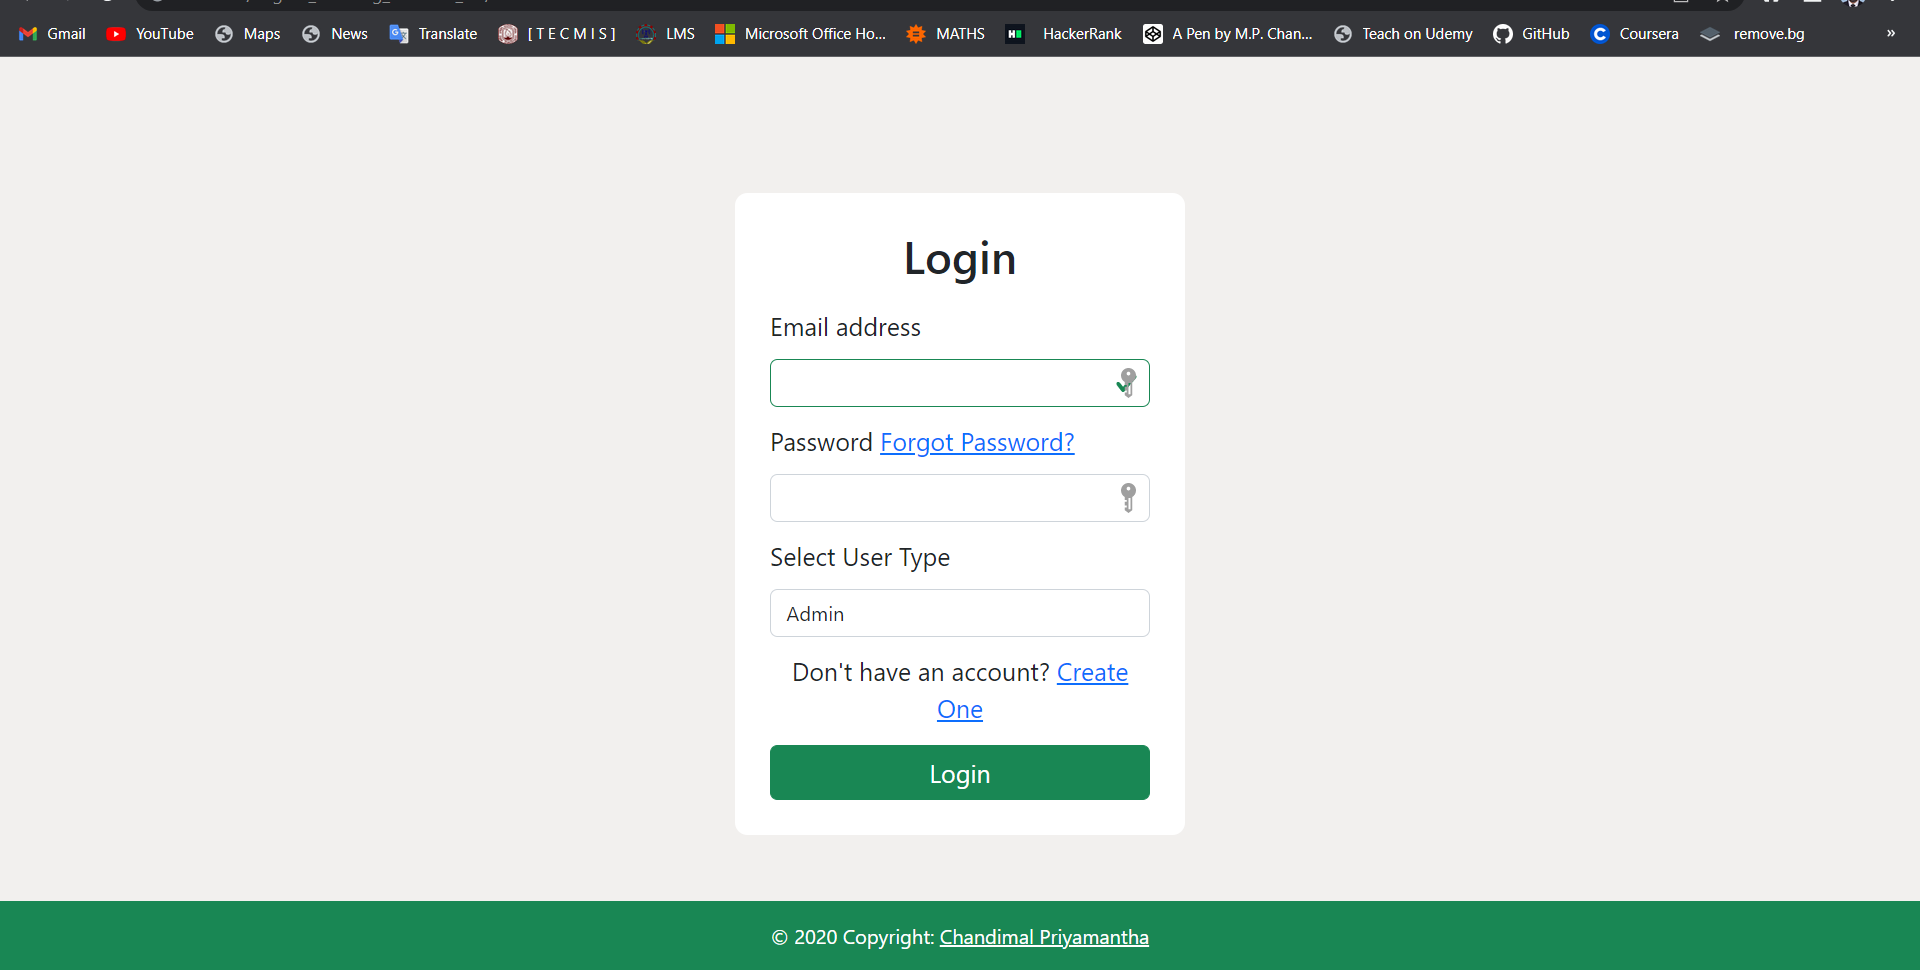 Gmail YouTube Maps News Translate [ T E C M I S ] LMS Microsoft Office Ho... MATHS HackerRank A Pen by M.P. Chan... Teach on Udemy GitHub Coursera remove.bg »
Login
Email address
Password Forgot Password?
Select User Type
Admin
Don't have an account? Create
One
Login
© 2020 Copyright: Chandimal Priyamantha